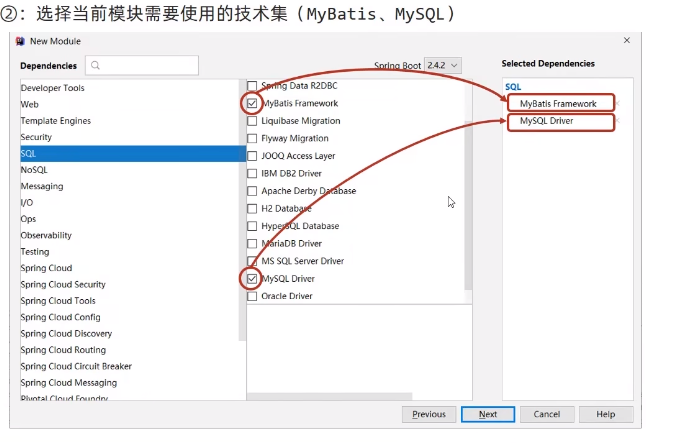 ②：选择当前模块需要使用的技术集（MyBatis、MySQL）
New Module
Dependencies
Spring Boot 2.4.2
Selected Dependencies
Developer Tools
Web
Template Engines
Security
SQL
NoSQL
Messaging
I/O
Ops
Observability
Testing
Spring Cloud
Spring Cloud Security
Spring Cloud Tools
Spring Cloud Config
Spring Cloud Discovery
Spring Cloud Routing
Spring Cloud Circuit Breaker
Spring Cloud Messaging
Pivotal Cloud Foundry
Spring Data R2DBC
MyBatis Framework
Liquibase Migration
Flyway Migration
JOOQ Access Layer
IBM DB2 Driver
Apache Derby Database
H2 Database
HyperSQL Database
MariaDB Driver
MS SQL Server Driver
MySQL Driver
Oracle Driver
SQL
MyBatis Framework
MySQL Driver
Previous
Next
Cancel
Help